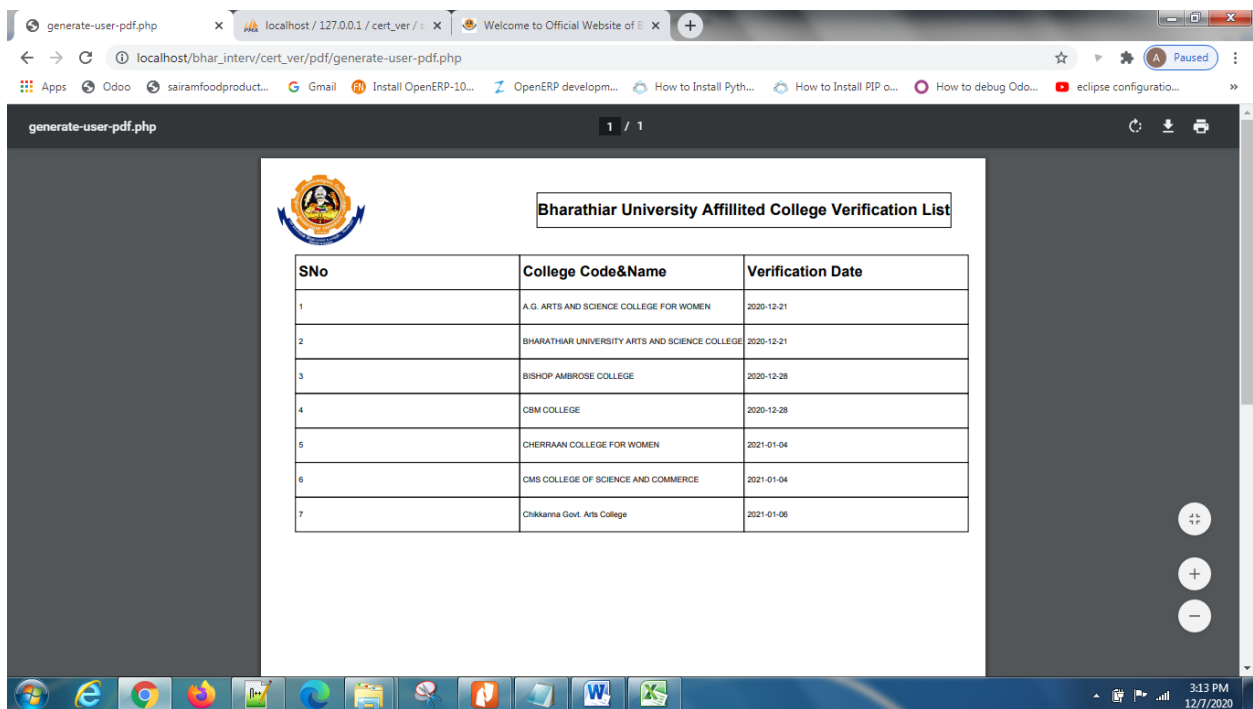 generate-user-pdf.php
localhost / 127.0.0.1 / cert_ver / s
Welcome to Official Website of B
localhost/bhar_interv/cert_ver/pdf/generate-user-pdf.php
A Paused
Apps Odoo sairamfoodproduct... Gmail Install OpenERP-10... OpenERP developm... How to Install Pyth... How to Install PIP o... How to debug Odo... eclipse configuratio... »
generate-user-pdf.php 1 / 1
Bharathiar University Affillited College Verification List
SNo College Code&Name Verification Date
1 A.G. ARTS AND SCIENCE COLLEGE FOR WOMEN 2020-12-21
2 BHARATHIAR UNIVERSITY ARTS AND SCIENCE COLLEGE 2020-12-21
3 BISHOP AMBROSE COLLEGE 2020-12-28
4 CBM COLLEGE 2020-12-28
5 CHERRAAN COLLEGE FOR WOMEN 2021-01-04
6 CMS COLLEGE OF SCIENCE AND COMMERCE 2021-01-04
7 Chikkanna Govt. Arts College 2021-01-06
3:13 PM
12/7/2020